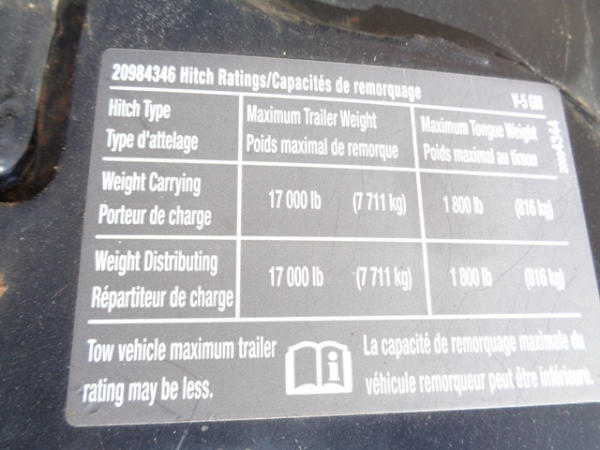 20984346 Hitch Ratings/Capacités de remorquage V-5 GM
Hitch Type Maximum Trailer Weight Maximum Tongue Weight
Type d'attelage Poids maximal de remorque Poids maximal au timon
Weight Carrying 17 000 lb (7 711 kg) 1 800 lb (816 kg)
Porteur de charge
Weight Distributing 17 000 lb (7 711 kg) 1 800 lb (816 kg)
Répartiteur de charge
Tow vehicle maximum trailer La capacité de remorquage maximale du
rating may be less. véhicule remorqueur peut être inférieure.